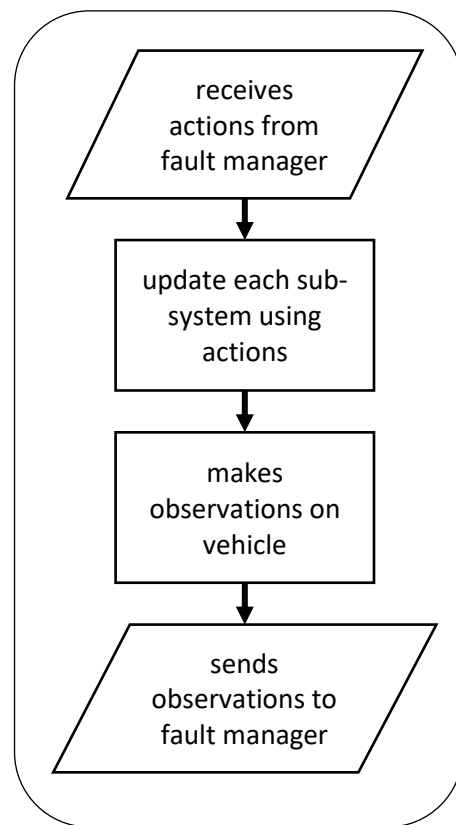 receives
actions from
fault manager
update each sub-
system using
actions
makes
observations on
vehicle
sends
observations to
fault manager